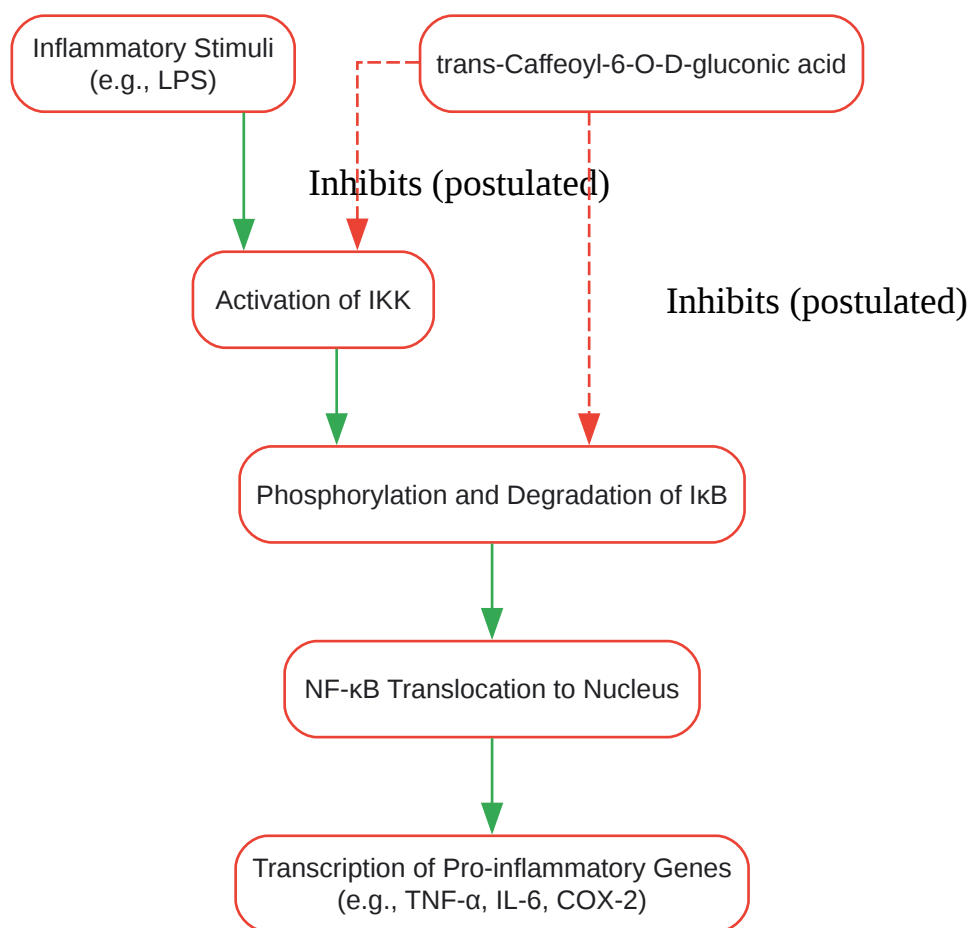 Inflammatory Stimuli
(e.g., LPS)
trans-Caffeoyl-6-O-D-gluconic acid
Inhibits (postulated)
Activation of IKK
Inhibits (postulated)
Phosphorylation and Degradation of IκB
NF-κB Translocation to Nucleus
Transcription of Pro-inflammatory Genes
(e.g., TNF-α, IL-6, COX-2)